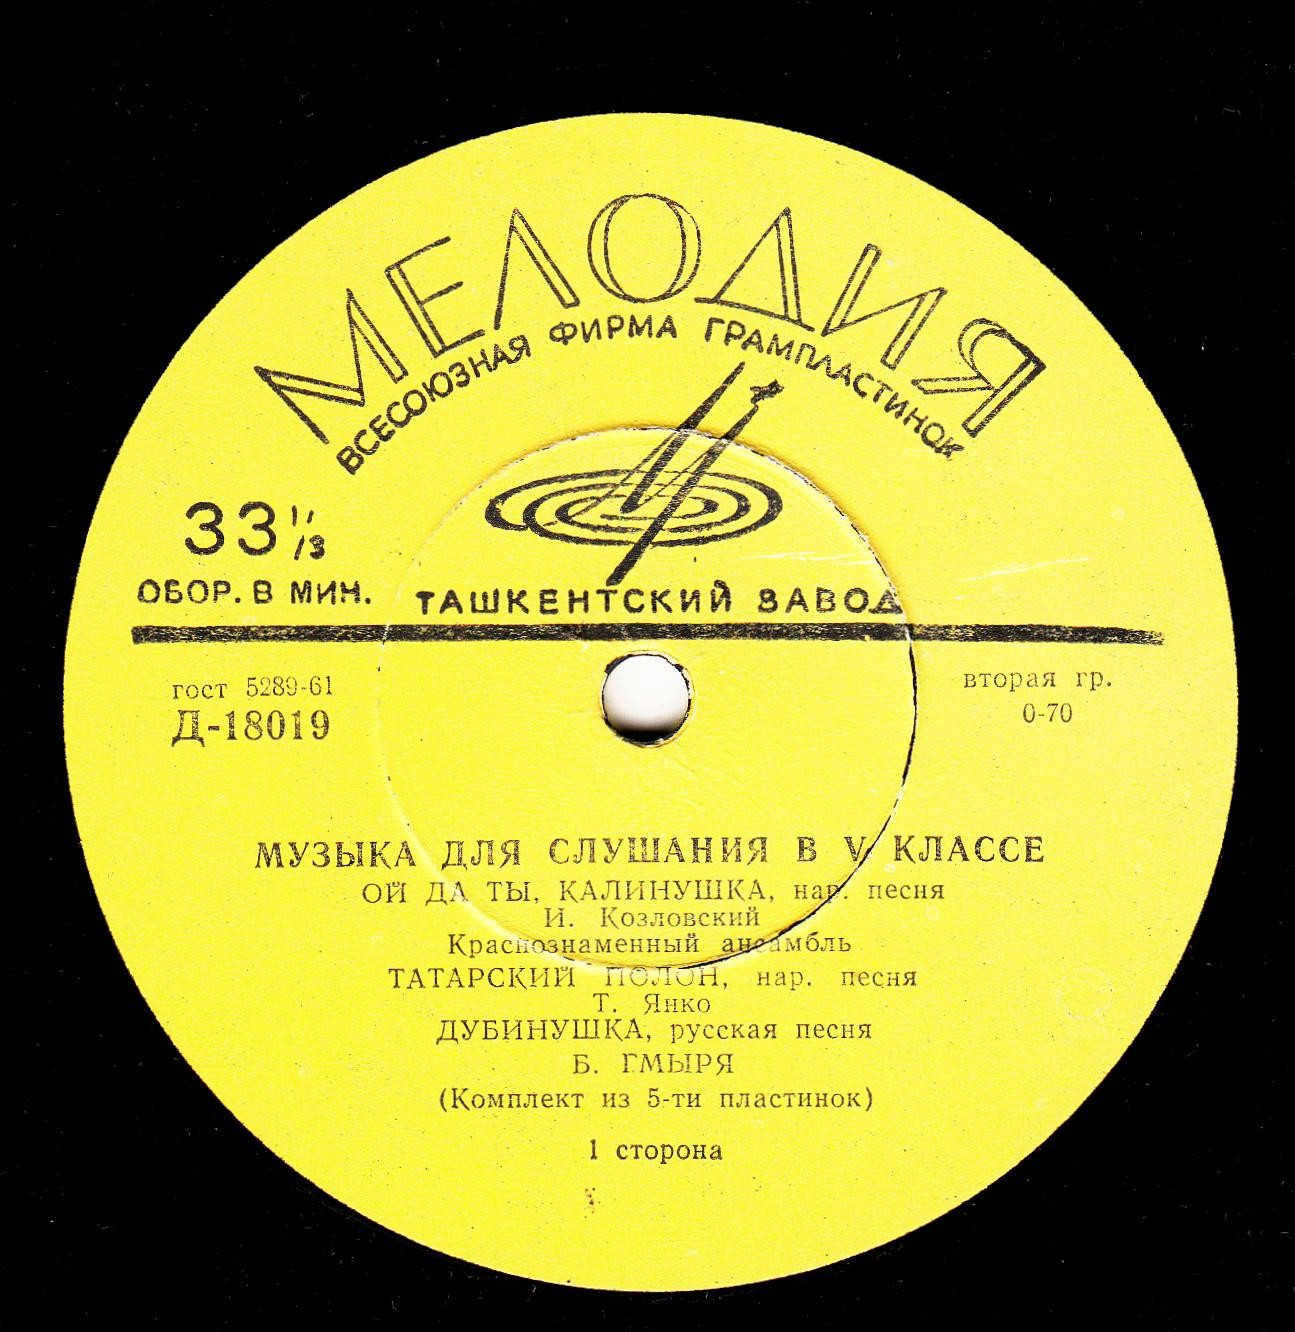 МЕЛОДИЯ
ВСЕСОЮЗНАЯ ФИРМА ГРАМПЛАСТИНОК
33 1/3
ОБОР. В МИН.
ТАШКЕНТСКИЙ ЗАВОД
гост 5289-61
Д-18019
вторая гр.
0-70
МУЗЫКА ДЛЯ СЛУШАНИЯ В V КЛАССЕ
ОЙ ДА ТЫ, КАЛИНУШКА, нар. песня
И. Козловский
Краснознаменный ансамбль
ТАТАРСКИЙ ПОЛОН, нар. песня
Т. Янко
ДУБИНУШКА, русская песня
Б. ГМЫРЯ
(Комплект из 5-ти пластинок)
1 сторона